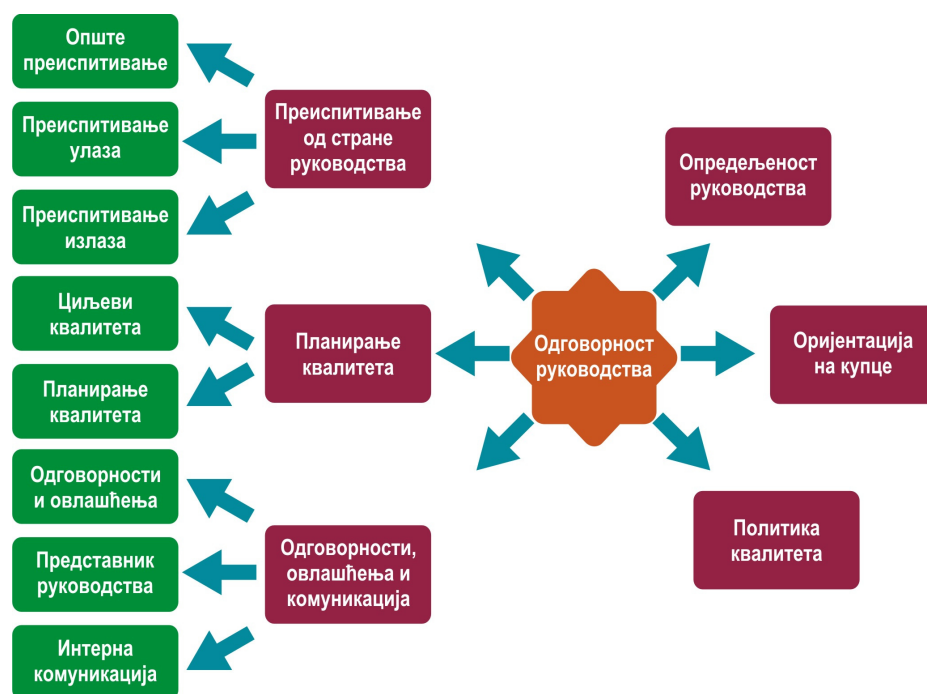 Опште
преиспитивање
Преиспитивање
улаза
Преиспитивање
излаза
Циљеви
квалитета
Планирање
квалитета
Одговорности
и овлашћења
Представник
руководства
Интерна
комуникација
Преиспитивање
од стране
руководства
Планирање
квалитета
Одговорности,
овлашћења и
комуникација
Одговорност
руководства
Опредељеност
руководства
Оријентација
на купце
Политика
квалитета